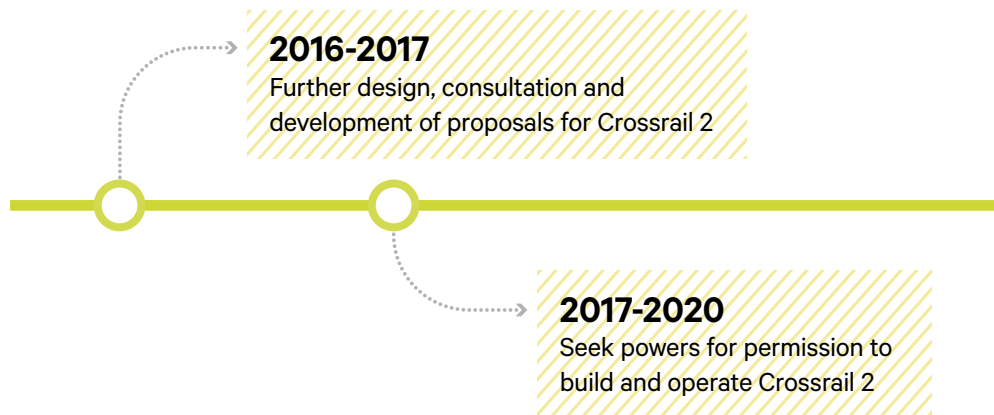 2016-2017
Further design, consultation and
development of proposals for Crossrail 2
2017-2020
Seek powers for permission to
build and operate Crossrail 2